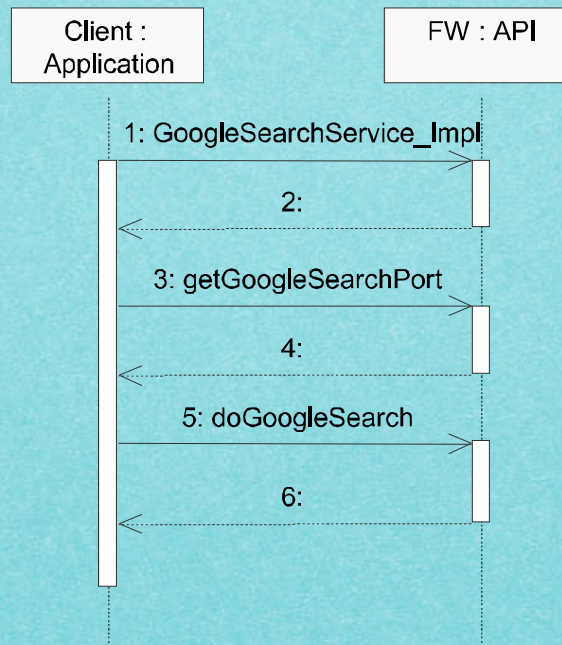 Client :
Application
FW : API
1: GoogleSearchService_Impl
2:
3: getGoogleSearchPort
4:
5: doGoogleSearch
6: